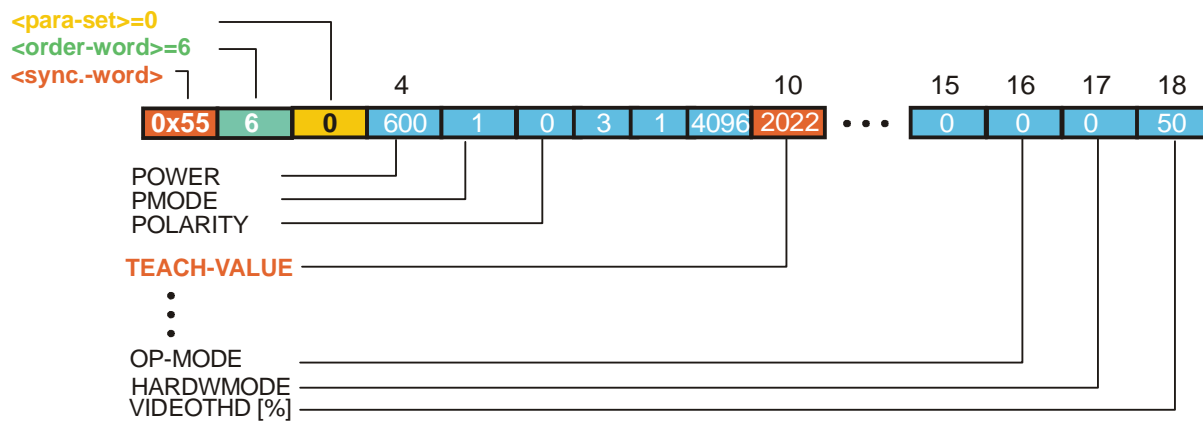 <para-set>=0
<order-word>=6
<sync.-word>
4 10 15 16 17 18
0x55 6 0 600 1 0 3 1 4096 2022 • • • 0 0 0 50
POWER
PMODE
POLARITY
TEACH-VALUE
•
•
•
OP-MODE
HARDWMODE
VIDEOTHD [%]